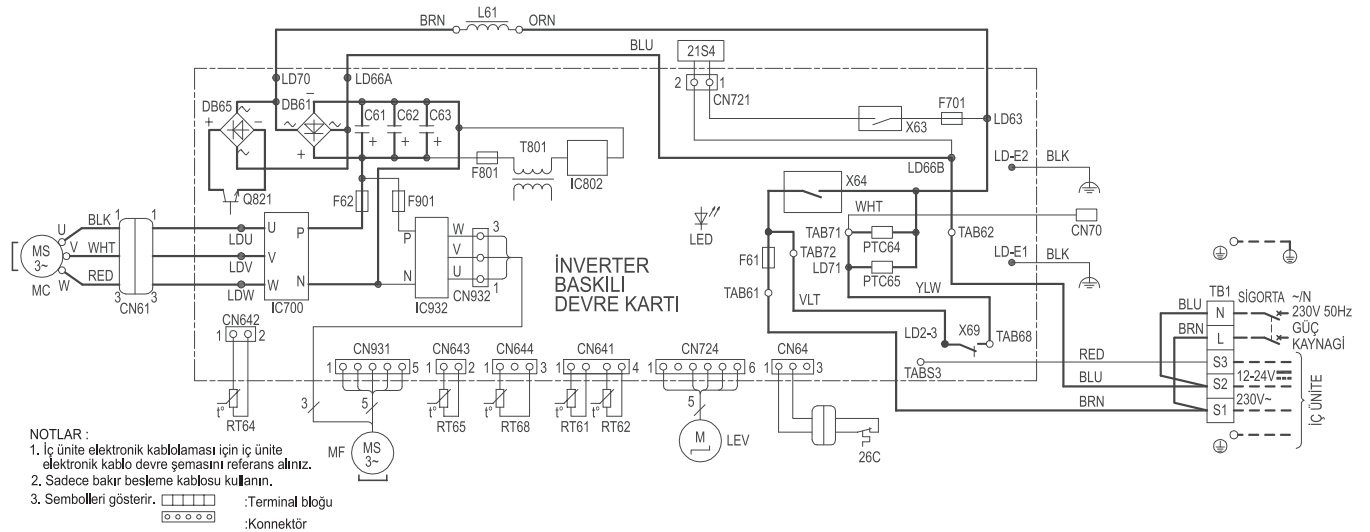 BRN L61 ORN
BLU
21S4
LD70 LD66A
2 1
CN721
DB65 DB61
~ + − ~
− ~ ~ +
C61 C62 C63
+ + +
F701
X63
LD63
T801
F801
IC802
LD66B
LD-E2 BLK
Q821
F62 F901
X64
WHT
LED
TAB71
PTC64
TAB62
CN70
BLK 1 1
U
LDU
U P
P W 3
TAB72
MS
3~
V WHT
LDV
V
V
F61
LD71
PTC65
LD-E1 BLK
MC
W RED
3 3
LDW
W N
N U 1
CN61
IC700
IC932
CN932
İNVERTER
BASKILI
DEVRE KARTI
TAB61
VLT
YLW
LD2-3 X69 TAB68
TB1
BLU N SİGORTA ~/N
230V 50Hz
BRN L GÜÇ
KAYNAGİ
RED S3
TABS3
BLU S2 12-24V
BRN S1 230V~
İÇ ÜNİTE
CN642
1 2
CN931
1 5
CN643
1 2
CN644
1 3
CN641
1 4
CN724
1 6
CN64
1 3
t° RT64
3
5
t° RT65
t° RT68
t° RT61
t° RT62
5
MF MS
3~
M
LEV
26C
NOTLAR :
1. İç ünite elektronik kablolaması için iç ünite
elektronik kablo devre şemasını referans alınız.
2. Sadece bakır besleme kablosu kullanın.
3. Sembolleri gösterir. :Terminal bloğu
:Konnektör